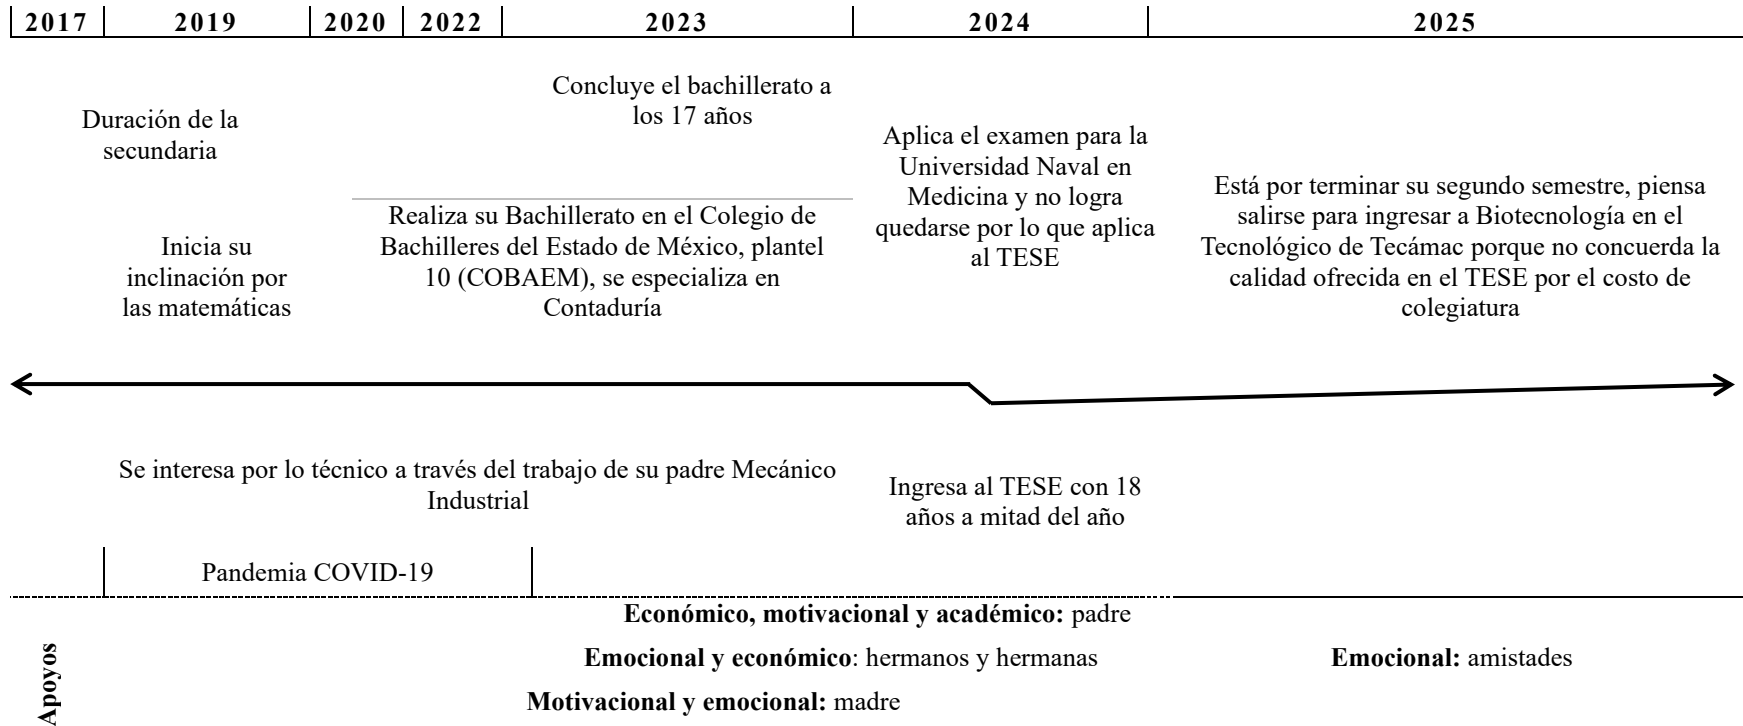 2017 2019 2020 2022 2023 2024 2025
Duración de la
secundaria
Inicia su
inclinación por
las matemáticas
Concluye el bachillerato a
los 17 años
Realiza su Bachillerato en el Colegio de
Bachilleres del Estado de México, plantel
10 (COBAEM), se especializa en
Contaduría
Aplica el examen para la
Universidad Naval en
Medicina y no logra
quedarse por lo que aplica
al TESE
Está por terminar su segundo semestre, piensa
salirse para ingresar a Biotecnología en el
Tecnológico de Tecámac porque no concuerda la
calidad ofrecida en el TESE por el costo de
colegiatura
Se interesa por lo técnico a través del trabajo de su padre Mecánico
Industrial
Ingresa al TESE con 18
años a mitad del año
Pandemia COVID-19
Apoyos
Económico, motivacional y académico: padre
Emocional y económico: hermanos y hermanas
Motivacional y emocional: madre
Emocional: amistades